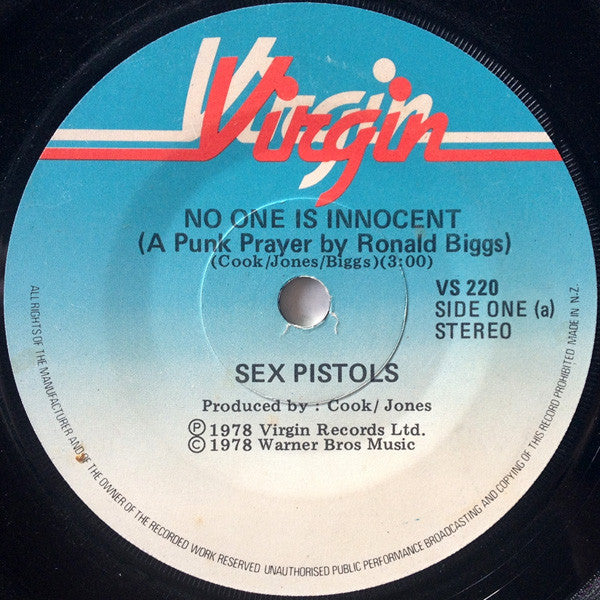 Virgin
NO ONE IS INNOCENT
(A Punk Prayer by Ronald Biggs)
(Cook/Jones/Biggs)(3:00)
VS 220
SIDE ONE (a)
STEREO
SEX PISTOLS
Produced by : Cook/ Jones
Ⓟ 1978 Virgin Records Ltd.
© 1978 Warner Bros Music
ALL RIGHTS OF THE MANUFACTURER AND OF THE OWNER OF THE RECORDED WORK RESERVED UNAUTHORISED PUBLIC PERFORMANCE BROADCASTING AND COPYING OF THIS RECORD PROHIBITED MADE IN N.Z.